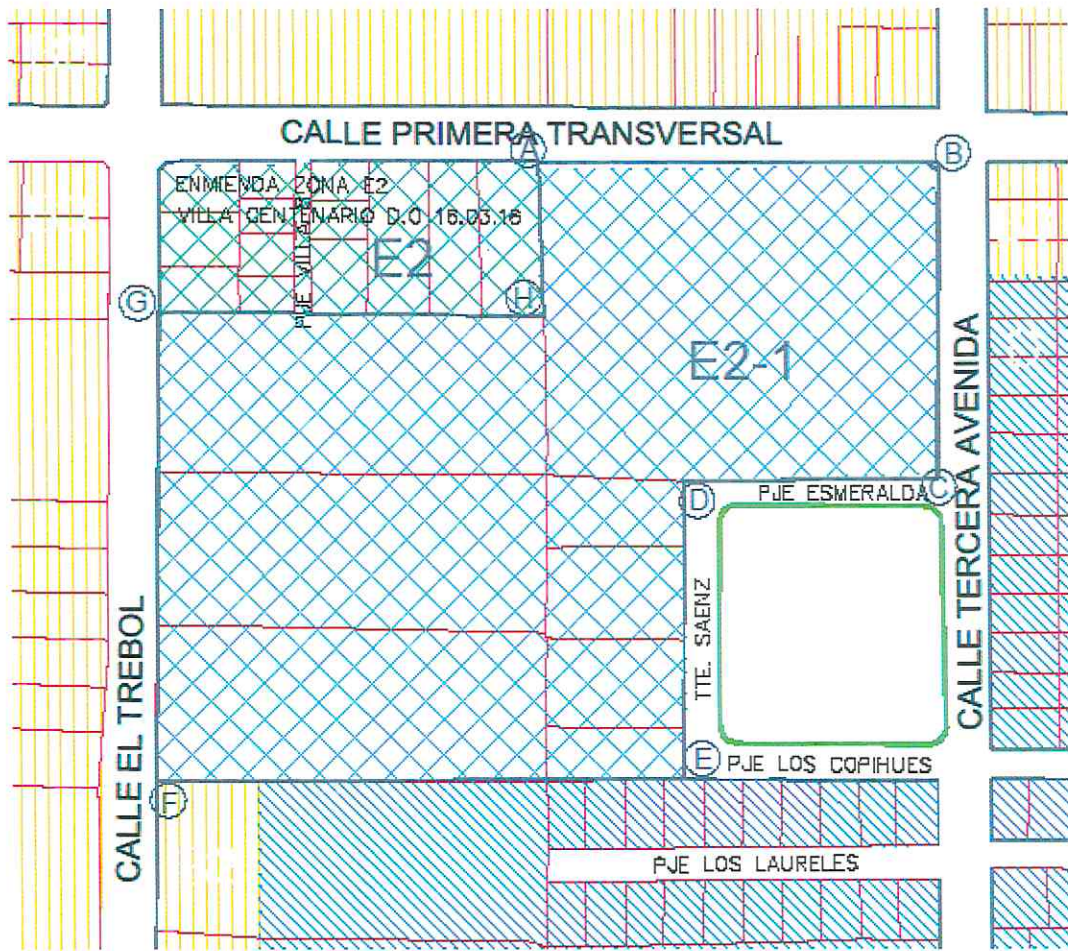 CALLE PRIMERA TRANSVERSAL
A
B
ENMIENDA ZONA E2
VILLA CENTENARIO D.O 16.03.16
E2
PJE VILLA
G
H
E2-1
CALLE TERCERA AVENIDA
D
PJE ESMERALDA
C
TTE. SAENZ
CALLE EL TREBOL
E
PJE LOS COPIHUES
F
PJE LOS LAURELES